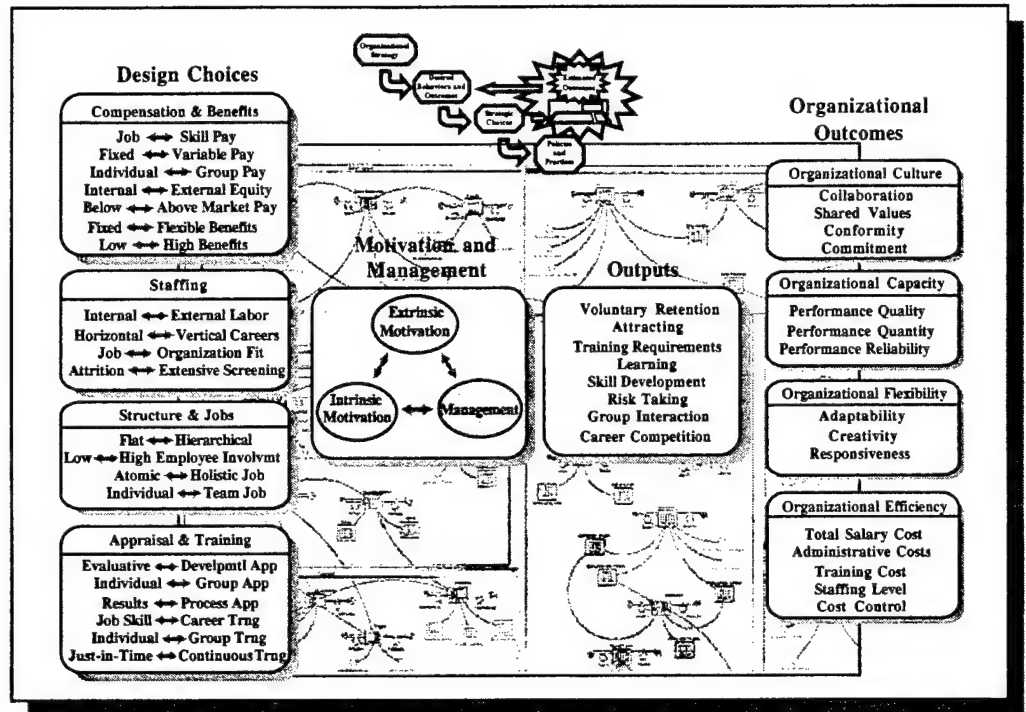 Organizational
Strategy
Desired
Behaviors and
Outcomes
Estimated
Outcomes
Strategic
Choices
Policies
and
Practices
Design Choices
Compensation & Benefits
Job ⟷ Skill Pay
Fixed ⟷ Variable Pay
Individual ⟷ Group Pay
Internal ⟷ External Equity
Below ⟷ Above Market Pay
Fixed ⟷ Flexible Benefits
Low ⟷ High Benefits
Staffing
Internal ⟷ External Labor
Horizontal ⟷ Vertical Careers
Job ⟷ Organization Fit
Attrition ⟷ Extensive Screening
Structure & Jobs
Flat ⟷ Hierarchical
Low ⟷ High Employee Involvmt
Atomic ⟷ Holistic Job
Individual ⟷ Team Job
Appraisal & Training
Evaluative ⟷ Develpmtl App
Individual ⟷ Group App
Results ⟷ Process App
Job Skill ⟷ Career Trng
Individual ⟷ Group Trng
Just-in-Time ⟷ Continuous Trng
Motivation and
Management
Extrinsic
Motivation
Intrinsic
Motivation
Management
Outputs
Voluntary Retention
Attracting
Training Requirements
Learning
Skill Development
Risk Taking
Group Interaction
Career Competition
Organizational
Outcomes
Organizational Culture
Collaboration
Shared Values
Conformity
Commitment
Organizational Capacity
Performance Quality
Performance Quantity
Performance Reliability
Organizational Flexibility
Adaptability
Creativity
Responsiveness
Organizational Efficiency
Total Salary Cost
Administrative Costs
Training Cost
Staffing Level
Cost Control